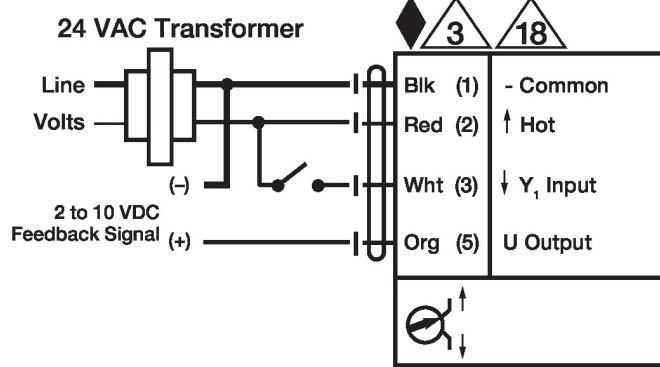 24 VAC Transformer
3
18
Line
Blk (1) - Common
Volts
Red (2) ↑ Hot
(–)
Wht (3) ↓ Y₁ Input
2 to 10 VDC
Feedback Signal (+)
Org (5) U Output